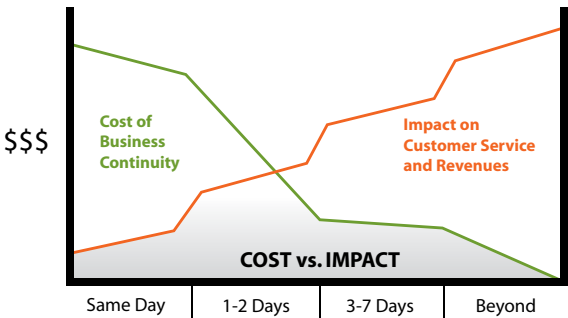 $$$
Cost of
Business
Continuity
Impact on
Customer Service
and Revenues
COST vs. IMPACT
Same Day
1-2 Days
3-7 Days
Beyond